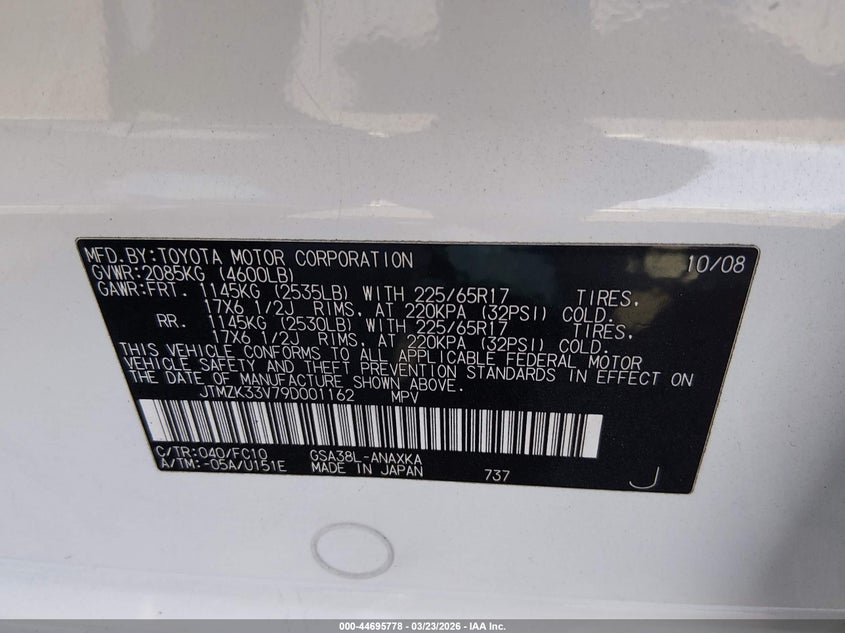 MFD.BY:TOYOTA MOTOR CORPORATION 10/08
GVWR:2085KG (4600LB)
GAWR:FRT. 1145KG (2535LB) WITH 225/65R17 TIRES,
17X6 1/2J RIMS, AT 220KPA (32PSI) COLD.
RR. 1145KG (2530LB) WITH 225/65R17 TIRES,
17X6 1/2J RIMS, AT 220KPA (32PSI) COLD.
THIS VEHICLE CONFORMS TO ALL APPLICABLE FEDERAL MOTOR
VEHICLE SAFETY AND THEFT PREVENTION STANDARDS IN EFFECT ON
THE DATE OF MANUFACTURE SHOWN ABOVE.
JTMZK33V79D001162 MPV
C/TR:040/FC10 GSA38L-ANAXKA
A/TM:-05A/U151E MADE IN JAPAN 737 J
000-44695778 - 03/23/2026 - IAA Inc.